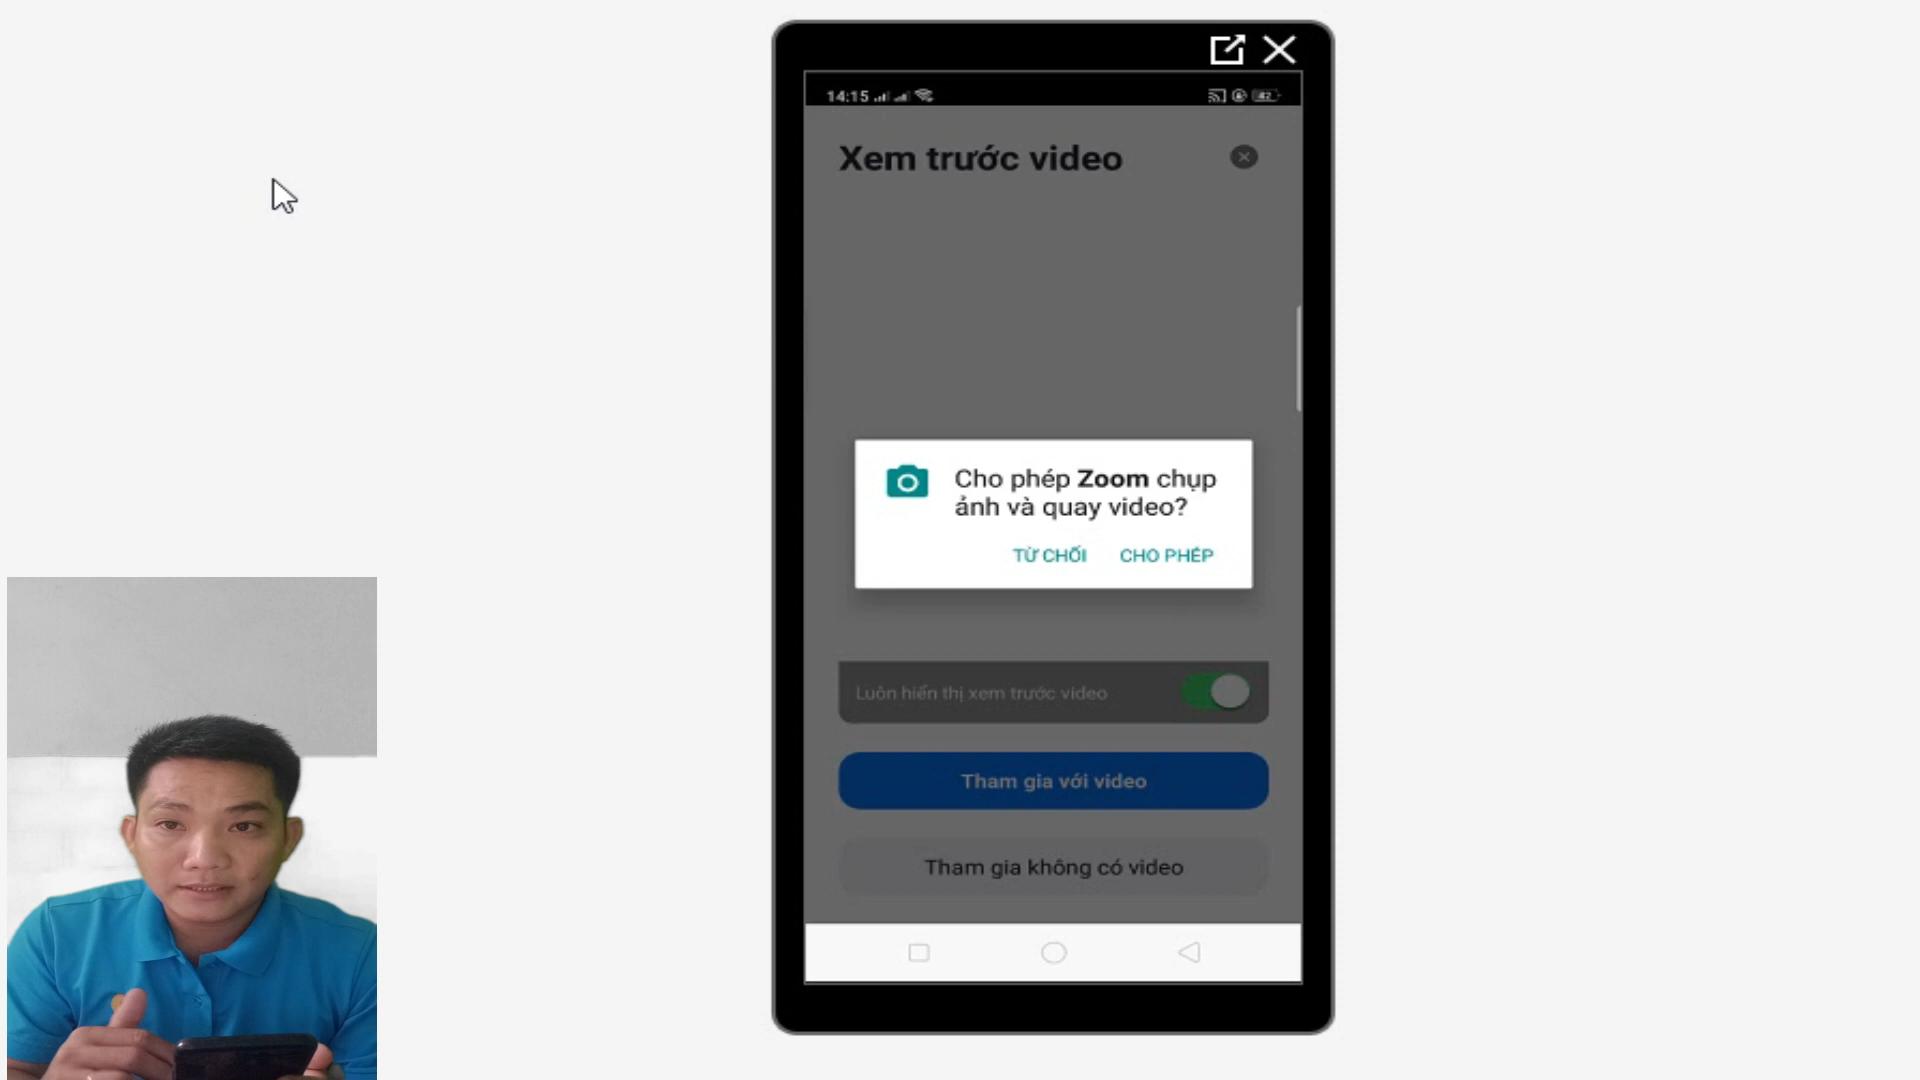 14:15
42
Xem trước video
Cho phép Zoom chụp
ảnh và quay video?
TỪ CHỐI CHO PHÉP
Luôn hiển thị xem trước video
Tham gia với video
Tham gia không có video